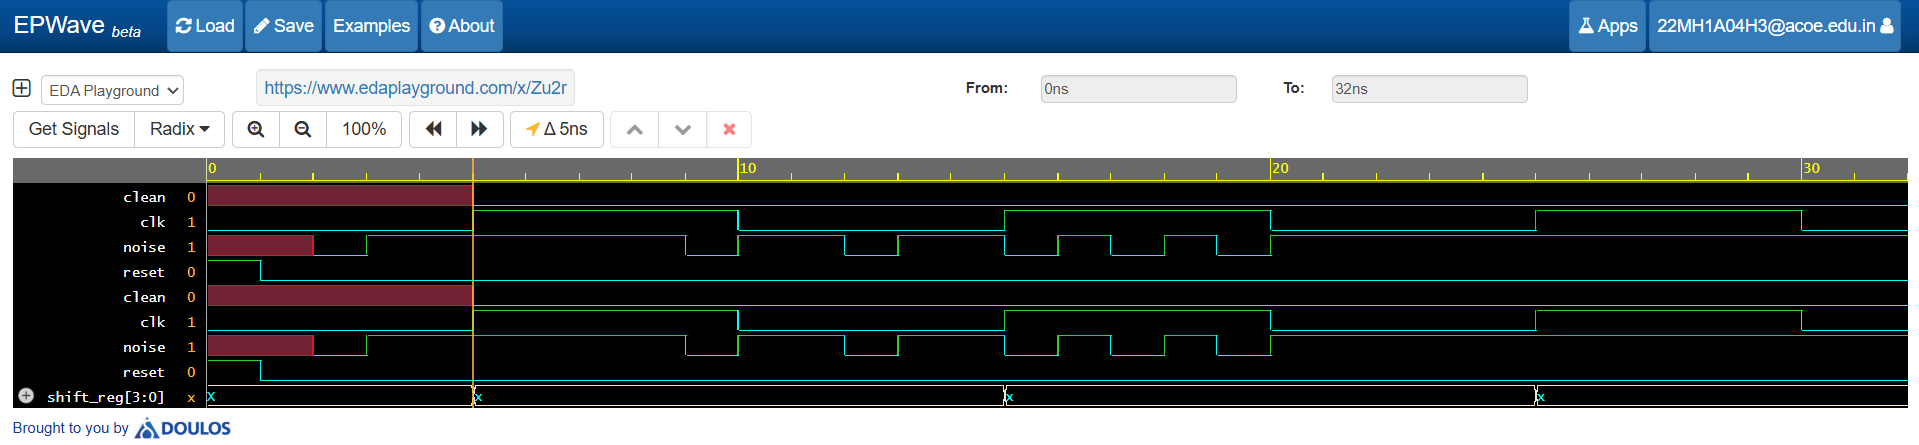 EPWave beta Load Save Examples About Apps 22MH1A04H3@acoe.edu.in
EDA Playground https://www.edaplayground.com/x/Zu2r From: 0ns To: 32ns
Get Signals Radix 100% Δ 5ns
0 10 20 30
clean 0
clk 1
noise 1
reset 0
clean 0
clk 1
noise 1
reset 0
shift_reg[3:0] x x x x x
Brought to you by DOULOS